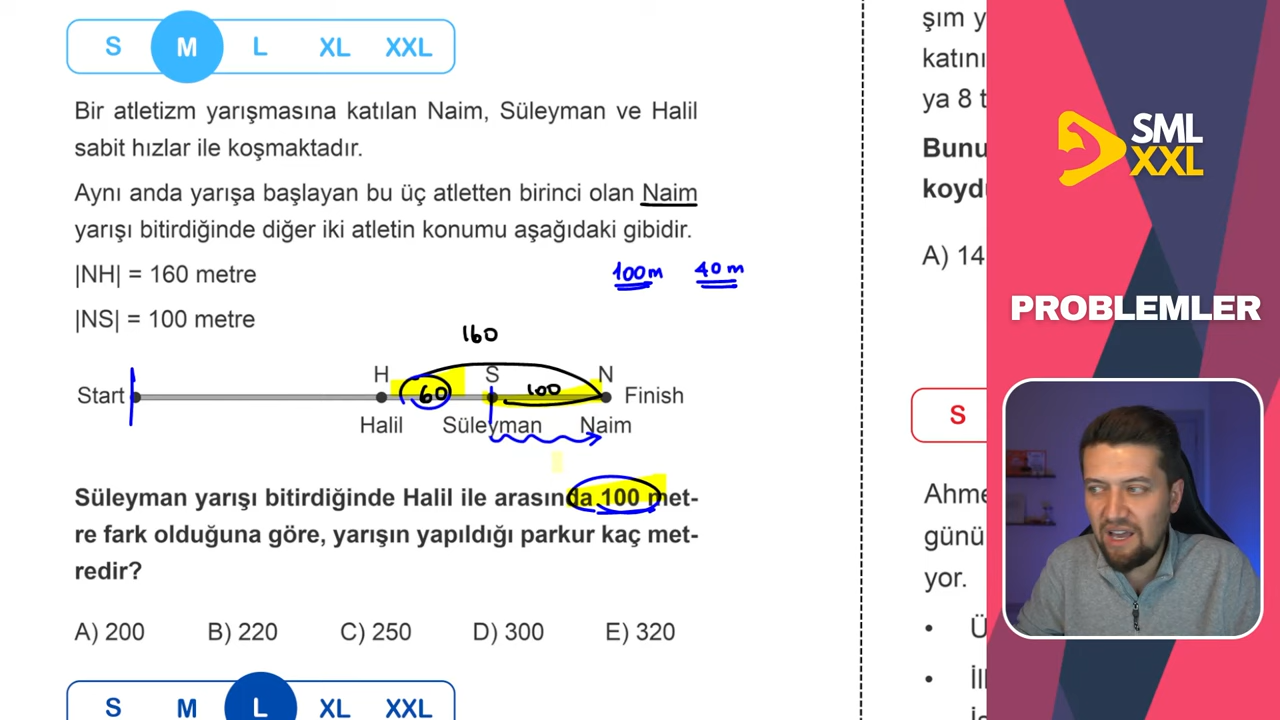 S M L XL XXL
Bir atletizm yarışmasına katılan Naim, Süleyman ve Halil
sabit hızlar ile koşmaktadır.
Aynı anda yarışa başlayan bu üç atletten birinci olan Naim
yarışı bitirdiğinde diğer iki atletin konumu aşağıdaki gibidir.
|NH| = 160 metre
100m 40m
|NS| = 100 metre
160
H S N
Start 60 100 Finish
Halil Süleyman Naim
Süleyman yarışı bitirdiğinde Halil ile arasında 100 met-
re fark olduğuna göre, yarışın yapıldığı parkur kaç met-
redir?
A) 200 B) 220 C) 250 D) 300 E) 320
S M L XL XXL
şım y
katını
ya 8 t
Bunu
koydu
A) 14
S
Ahme
günü
yor.
• Ü
• İll
SML
XXL
PROBLEMLER